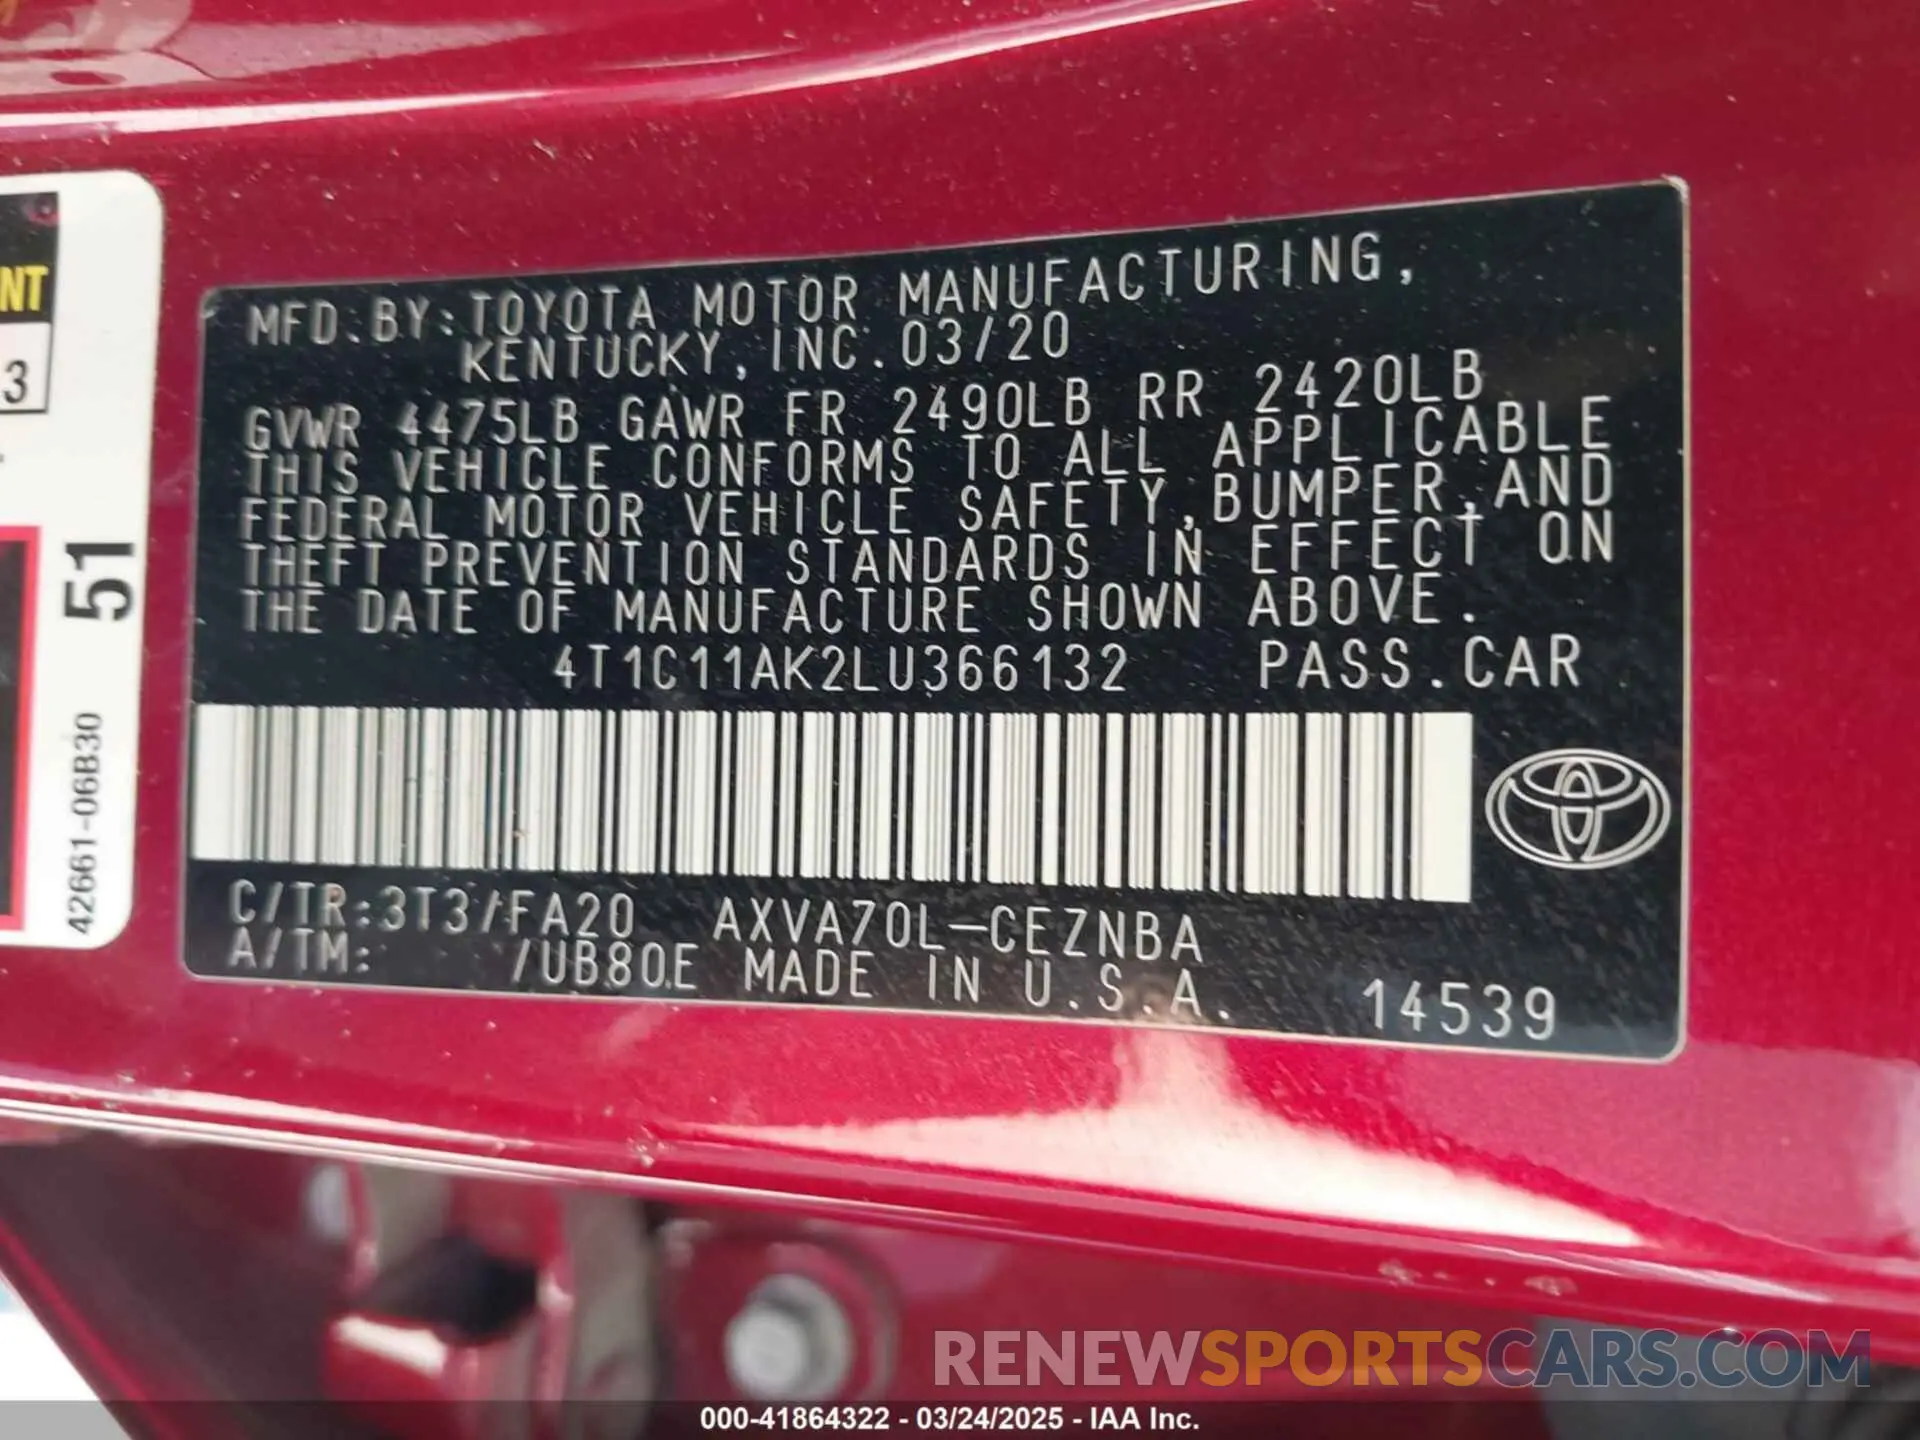 MFD. BY: TOYOTA MOTOR MANUFACTURING,
KENTUCKY, INC. 03/20
GVWR 4475LB GAWR FR 2490LB RR 2420LB
THIS VEHICLE CONFORMS TO ALL APPLICABLE
FEDERAL MOTOR VEHICLE SAFETY, BUMPER, AND
THEFT PREVENTION STANDARDS IN EFFECT ON
THE DATE OF MANUFACTURE SHOWN ABOVE.
4T1C11AK2LU366132 PASS. CAR
C/TR: 3T3/FA20 AXVA70L-CEZNBA
A/TM: /UB80E MADE IN U.S.A. 14539
NT
3
51
42661-06B30
RENEWSPORTSCARS.COM
000-41864322 - 03/24/2025 - IAA Inc.